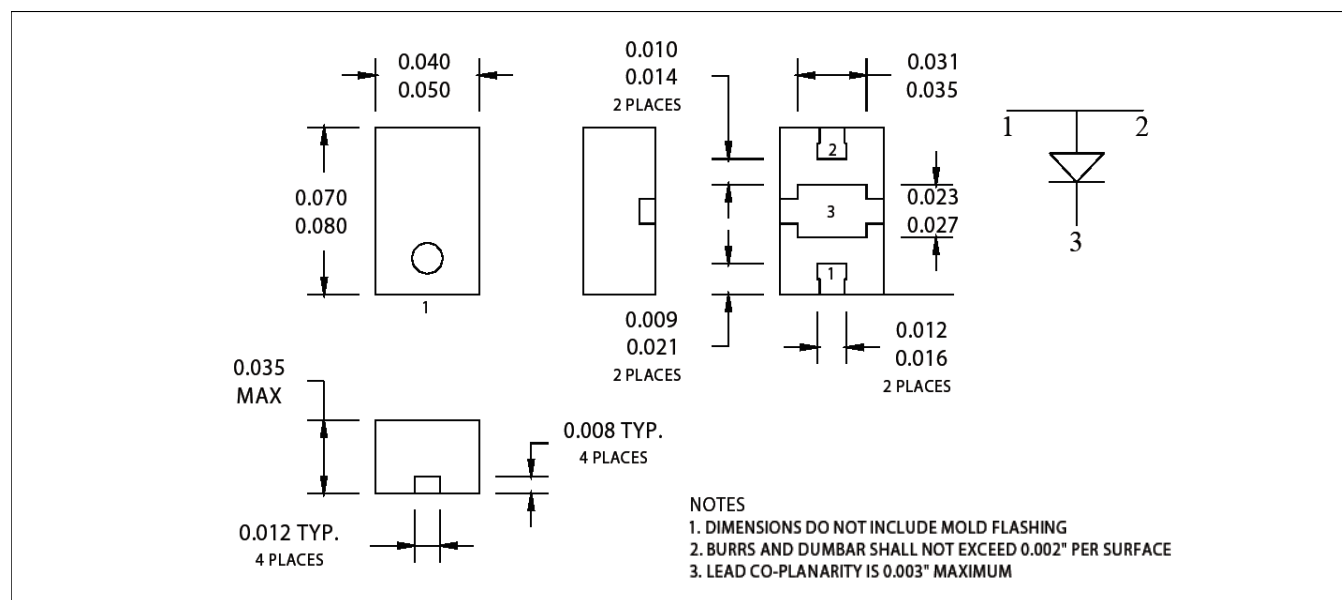 0.040
0.050
0.010
0.014
2 PLACES
0.031
0.035
1
2
3
2
3
1
0.070
0.080
0.023
0.027
1
0.009
0.021
2 PLACES
0.012
0.016
2 PLACES
0.035
MAX
0.008 TYP.
4 PLACES
0.012 TYP.
4 PLACES
NOTES
1. DIMENSIONS DO NOT INCLUDE MOLD FLASHING
2. BURRS AND DUMBAR SHALL NOT EXCEED 0.002" PER SURFACE
3. LEAD CO-PLANARITY IS 0.003" MAXIMUM